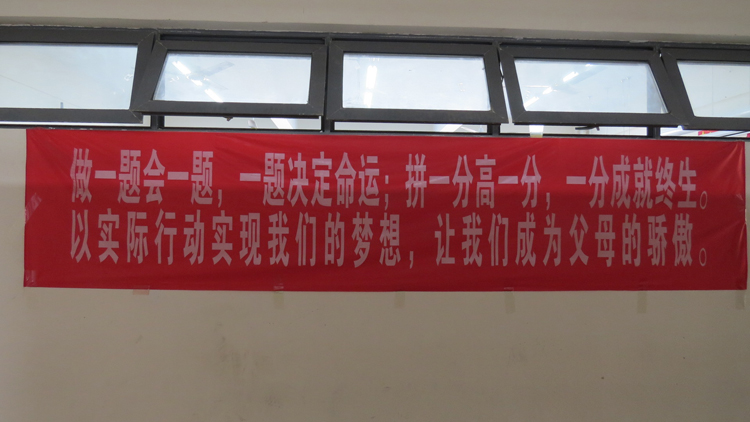 做一题会一题，一题决定命运；拼一分高一分，一分成就终生。
以实际行动实现我们的梦想，让我们成为父母的骄傲。